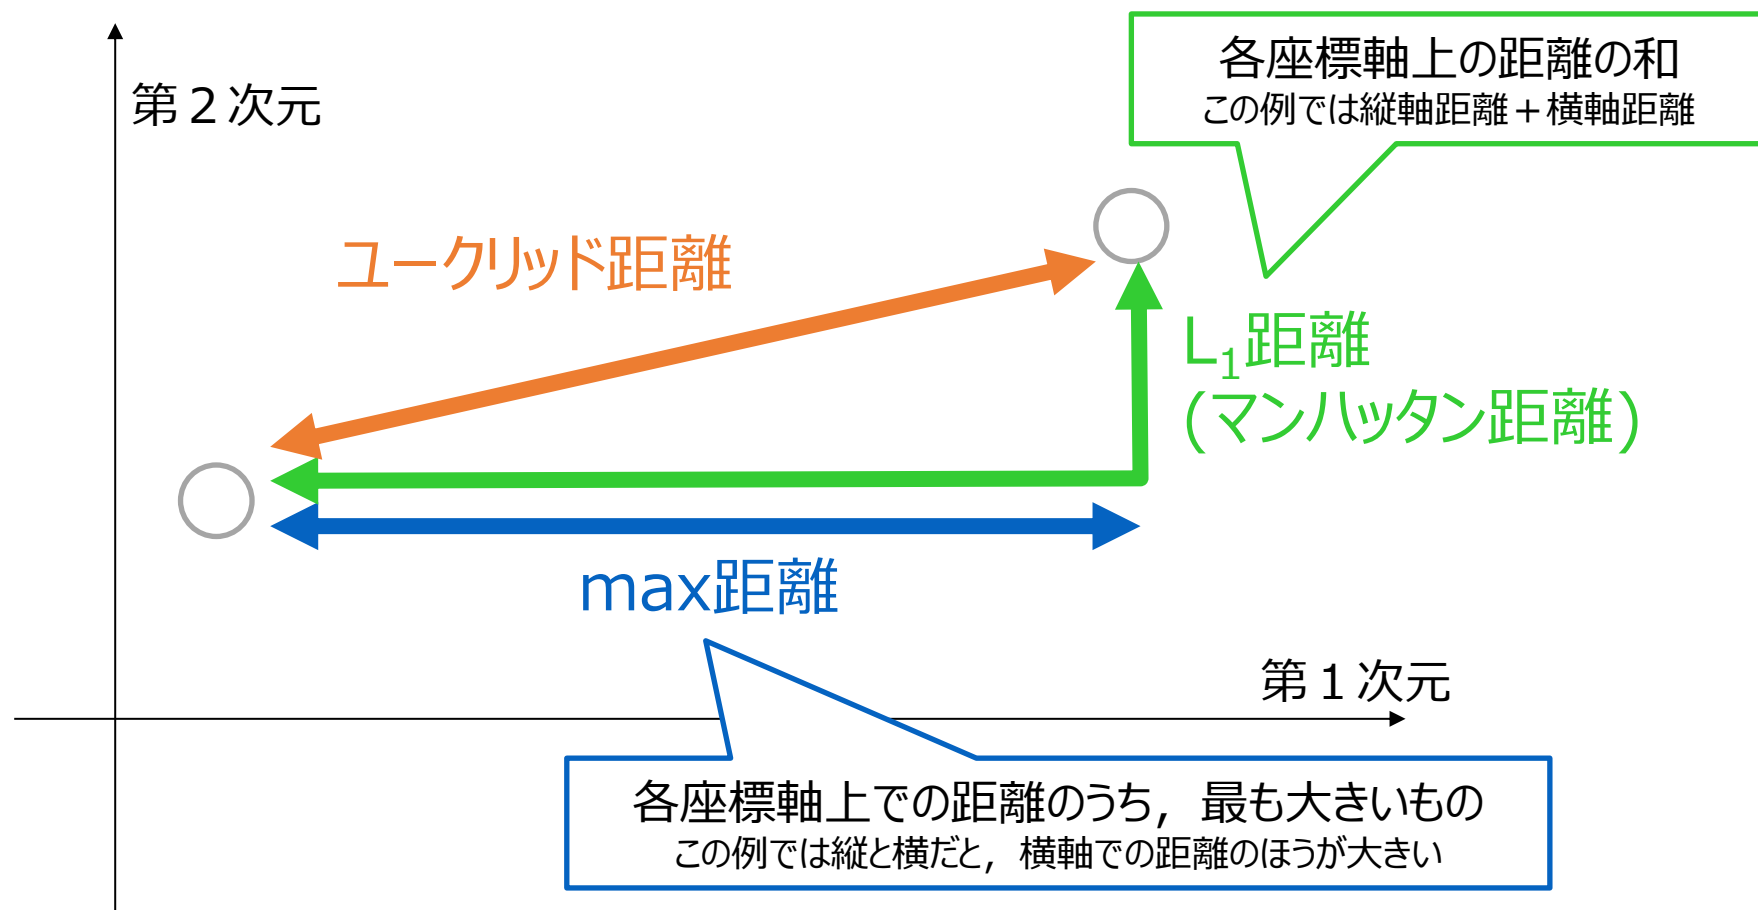 各座標軸上の距離の和
この例では縦軸距離+横軸距離
第2次元
ユークリッド距離
L₁距離
(マンハッタン距離)
max距離
第1次元
各座標軸上での距離のうち, 最も大きいもの
この例では縦と横だと, 横軸での距離のほうが大きい